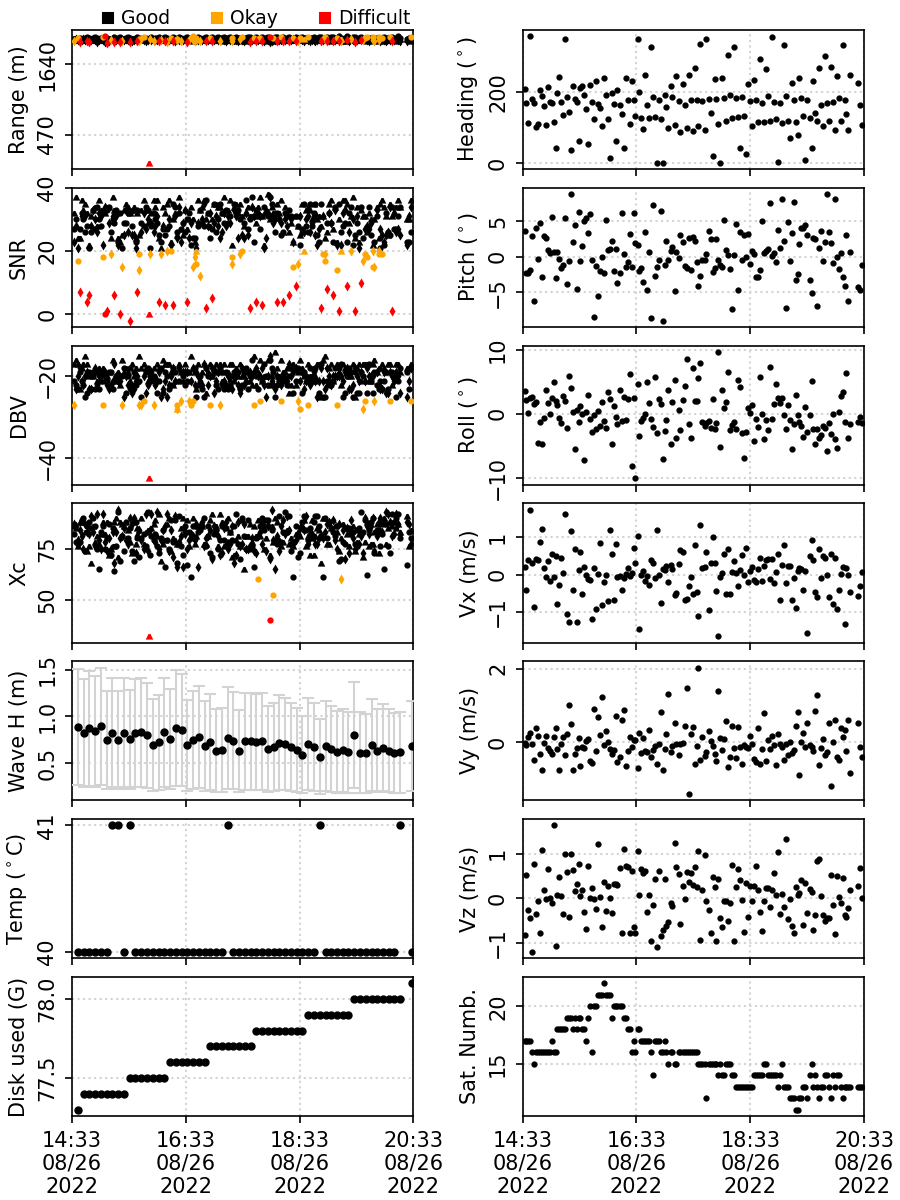 Good Okay Difficult
Range (m)
1640
470
SNR
40
20
0
DBV
−20
−40
Xc
75
50
Wave H (m)
1.5
1.0
0.5
Temp (°C)
41
40
Disk used (G)
78.0
77.5
14:33 16:33 18:33 20:33
08/26 08/26 08/26 08/26
2022 2022 2022 2022
Heading (°)
200
0
Pitch (°)
5
0
−5
Roll (°)
10
0
−10
Vx (m/s)
1
0
−1
Vy (m/s)
2
0
Vz (m/s)
1
0
−1
Sat. Numb.
20
15
14:33 16:33 18:33 20:33
08/26 08/26 08/26 08/26
2022 2022 2022 2022